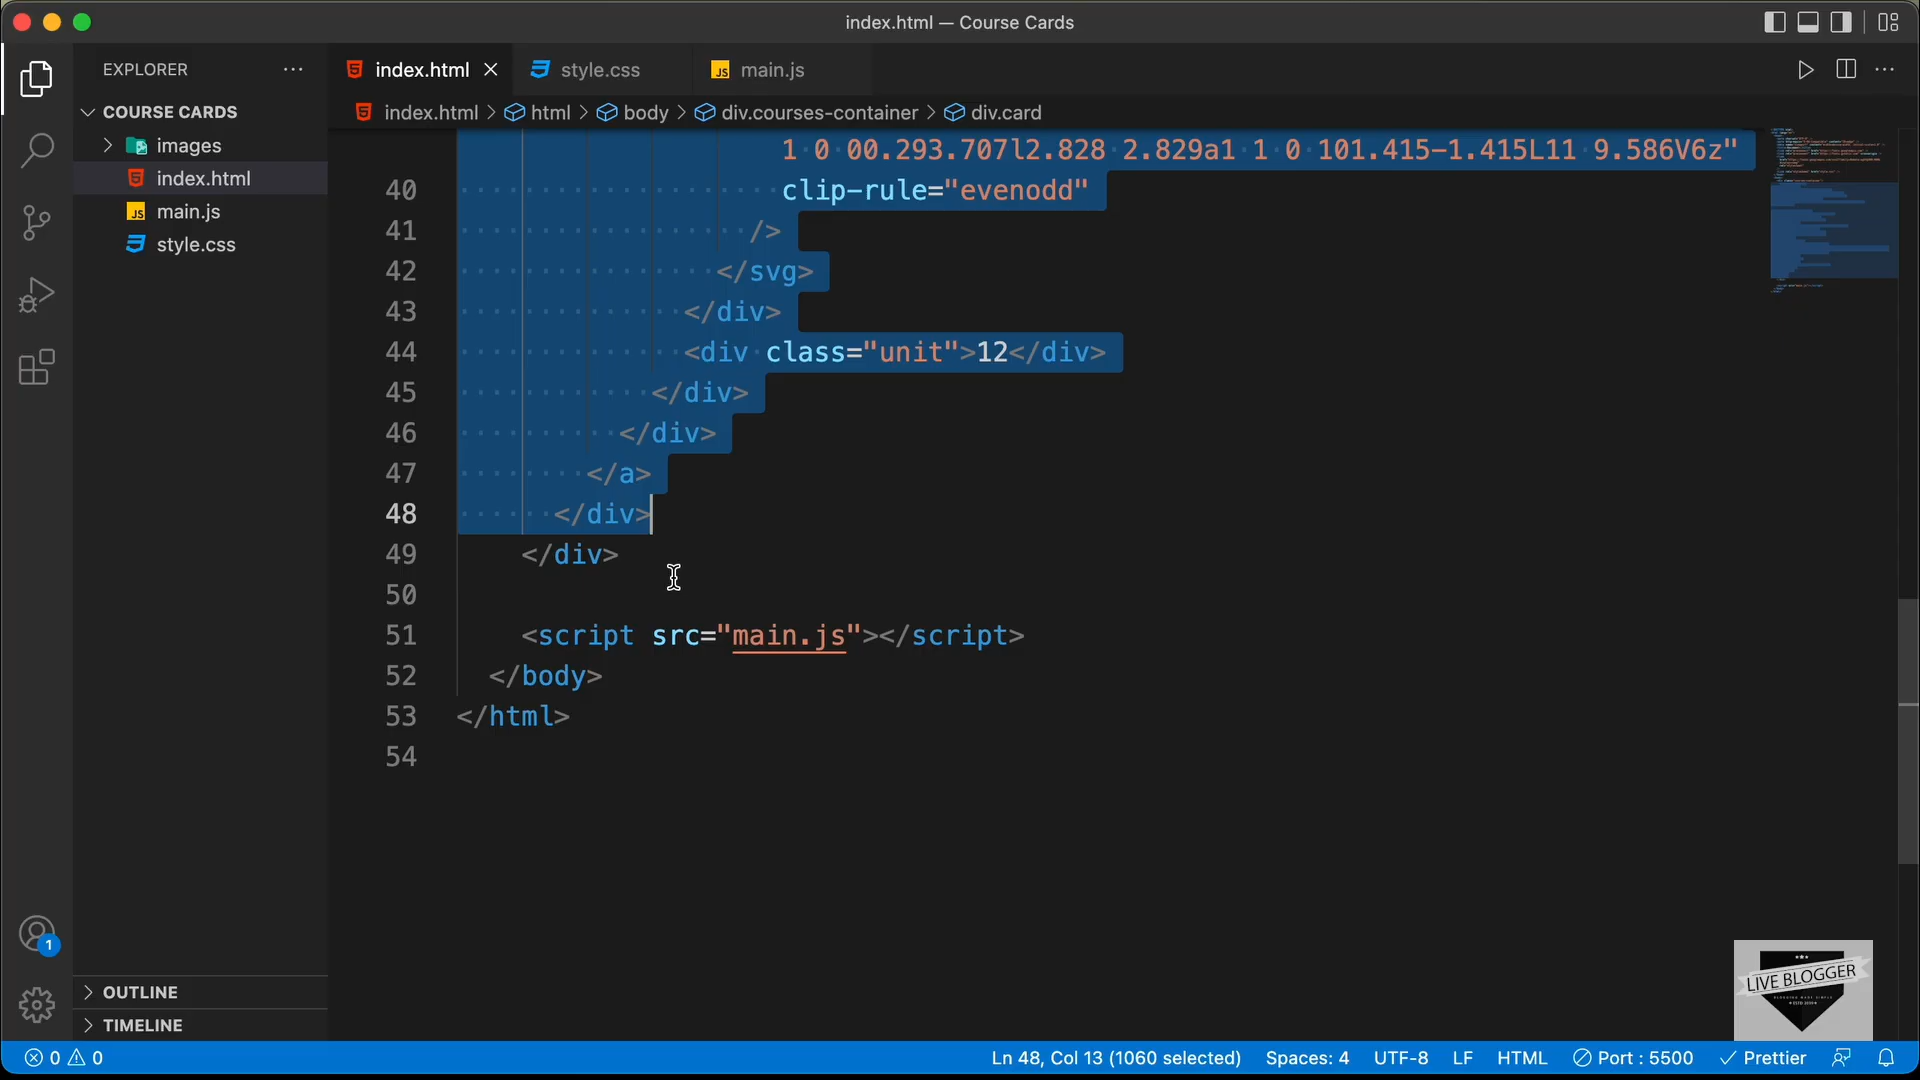 index.html — Course Cards
EXPLORER
index.html
style.css
JS main.js
COURSE CARDS
index.html > html > body > div.courses-container > div.card
images
index.html
JS main.js
style.css
1 0 00.293.707l2.828 2.829a1 1 0 101.415-1.415L11 9.586V6z"
40 clip-rule="evenodd"
41 />
42 </svg>
43 </div>
44 <div class="unit">12</div>
45 </div>
46 </div>
47 </a>
48 </div>
49 </div>
50
51 <script src="main.js"></script>
52 </body>
53 </html>
54
1
OUTLINE
TIMELINE
LIVE BLOGGER
0 0
Ln 48, Col 13 (1060 selected)
Spaces: 4
UTF-8
LF
HTML
Port : 5500
Prettier